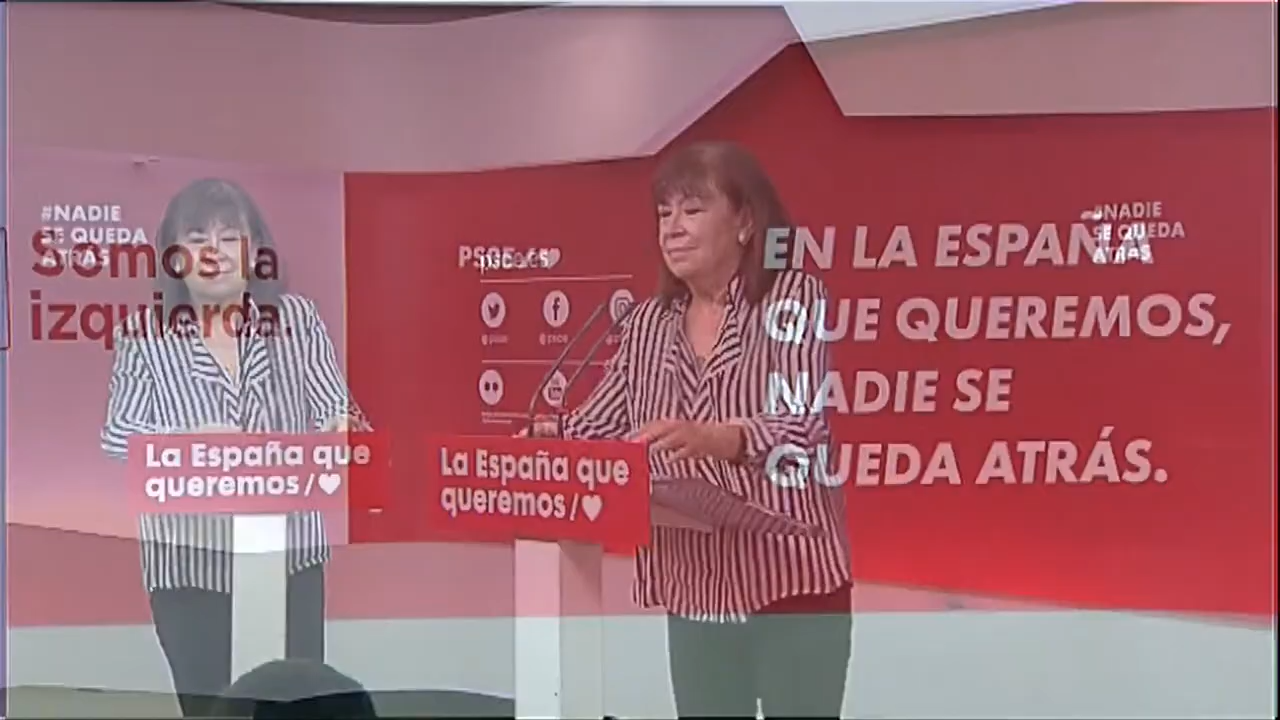 #NADIE
SE QUEDA
ATRÁS
Somos la
izquierda.
La España que
queremos/
PSOE
La España que
queremos/
EN LA ESPAÑA
QUE QUEREMOS,
NADIE SE
QUEDA ATRÁS.
#NADIE
SE QUEDA
ATRÁS